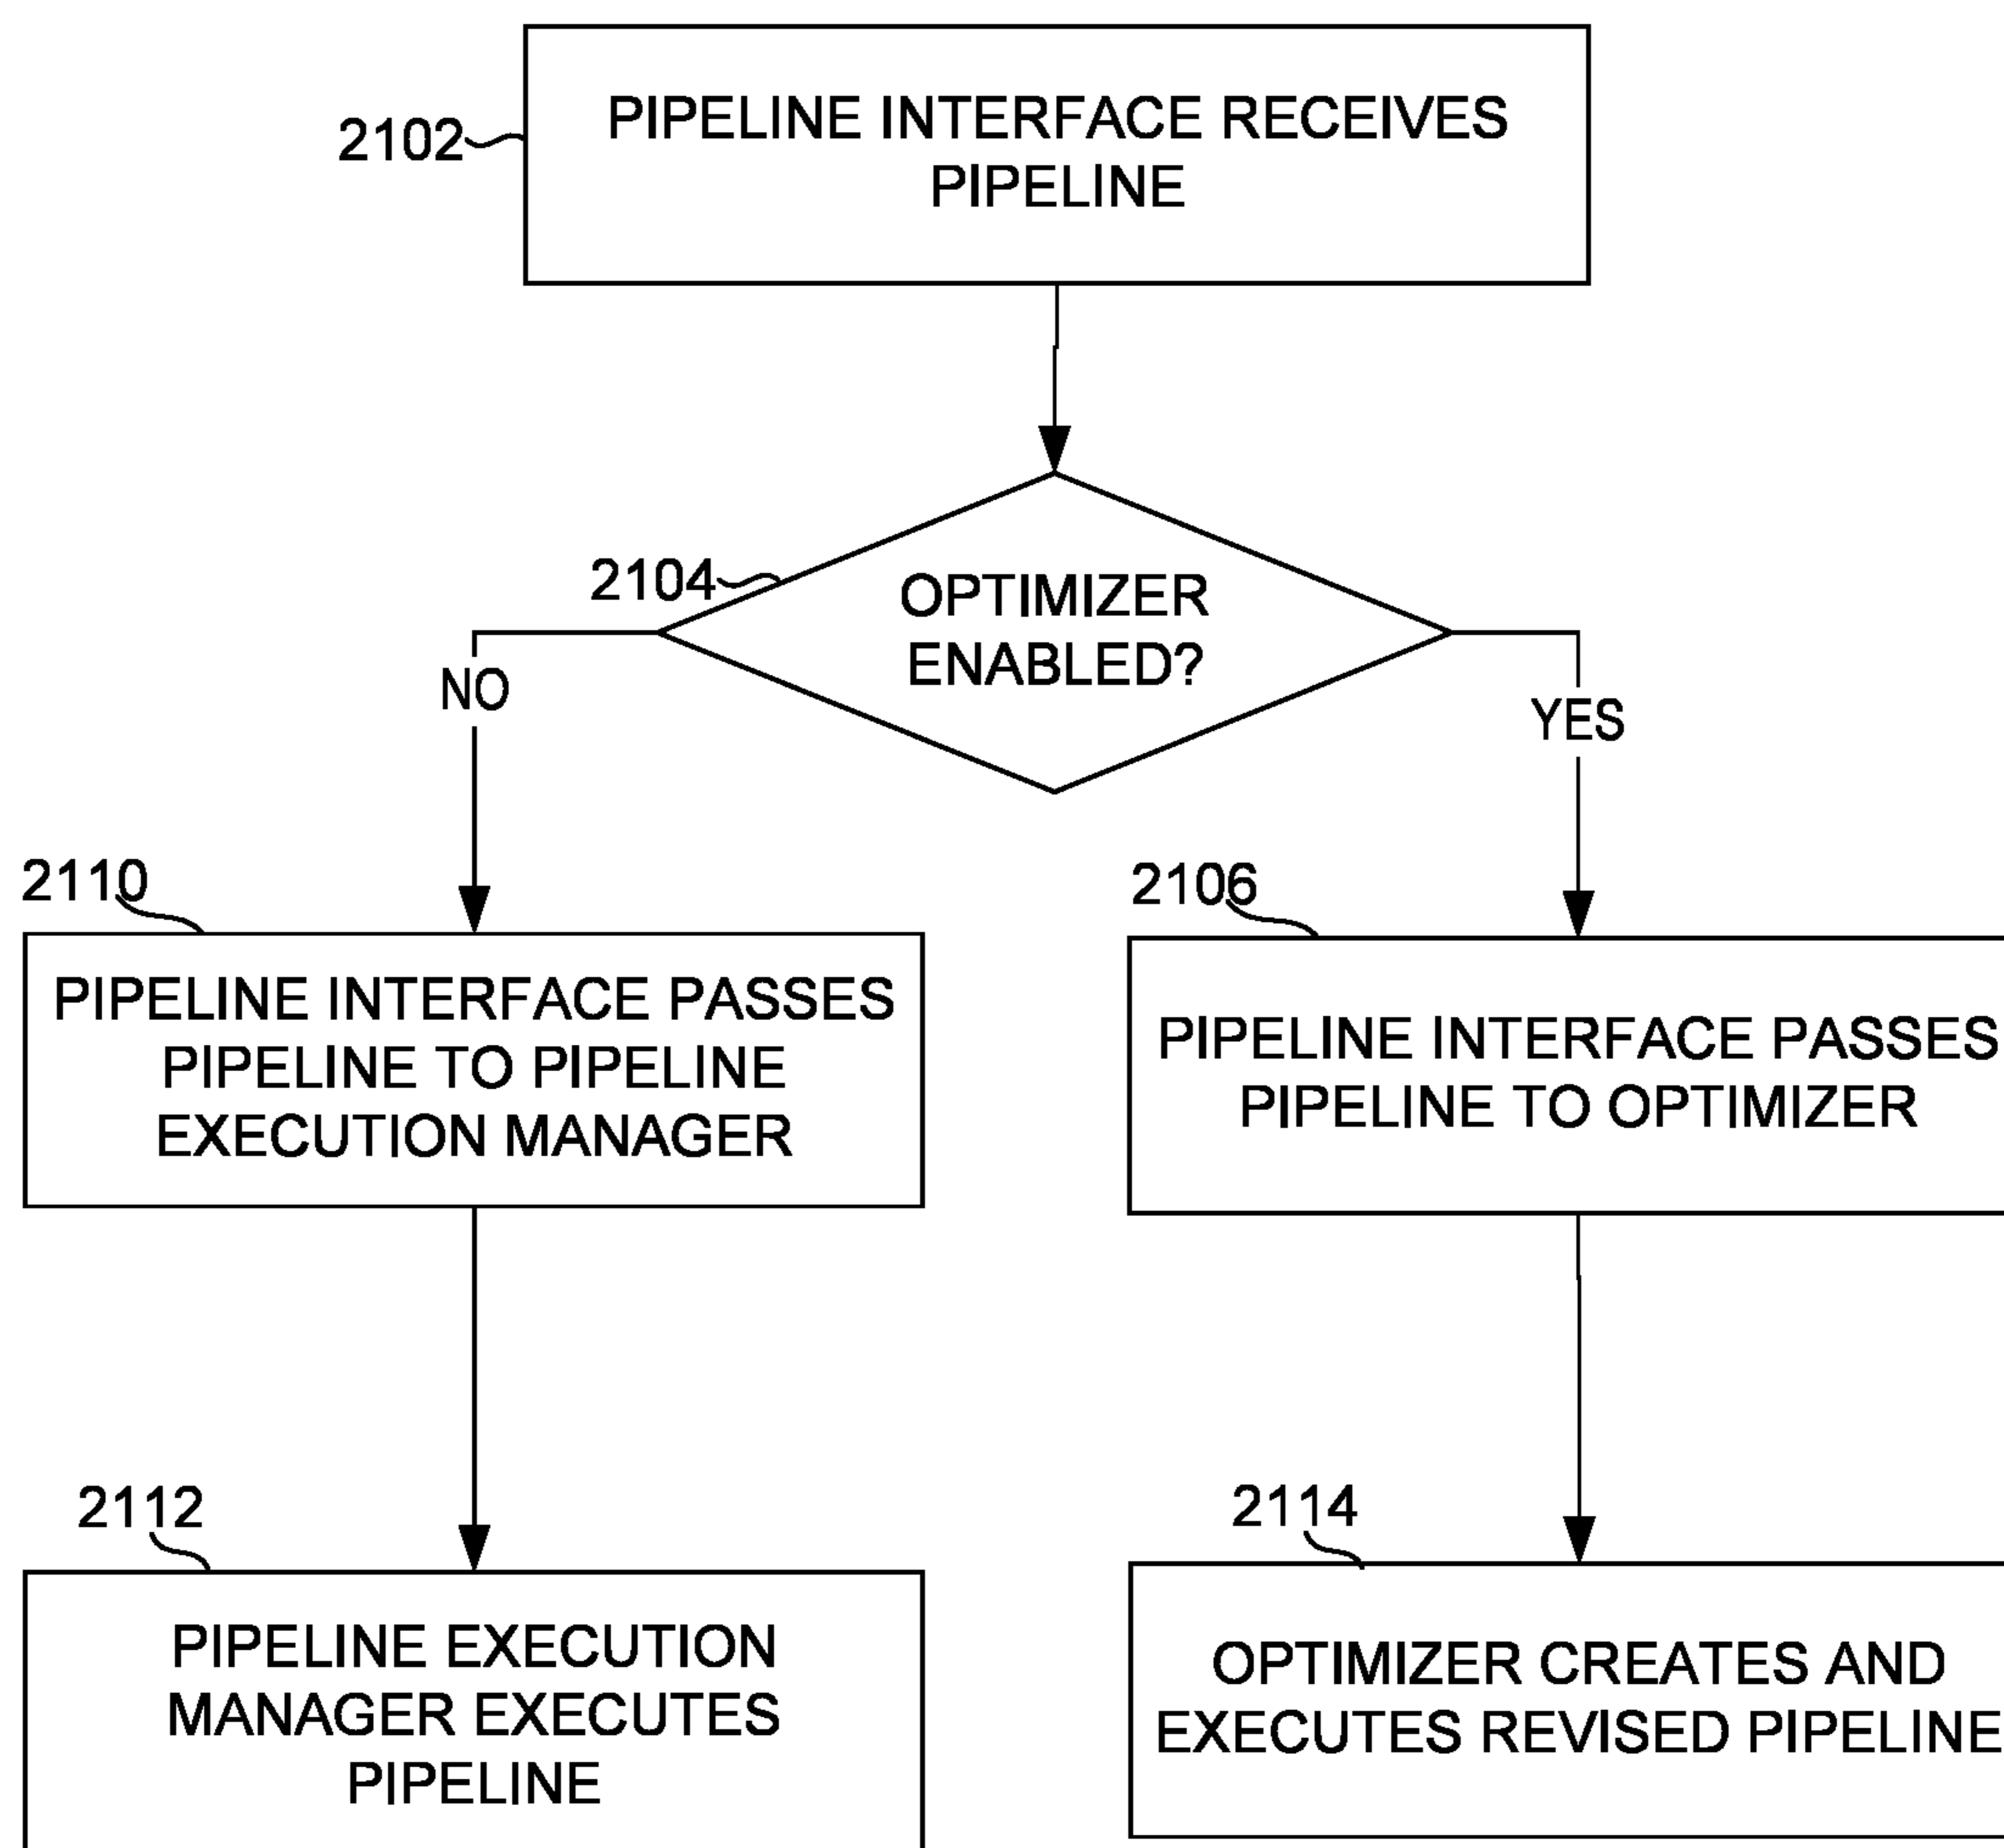 PIPELINE INTERFACE RECEIVES
PIPELINE
2102
2104
OPTIMIZER
ENABLED?
NO
YES
2110
PIPELINE INTERFACE PASSES
PIPELINE TO PIPELINE
EXECUTION MANAGER
2106
PIPELINE INTERFACE PASSES
PIPELINE TO OPTIMIZER
2112
PIPELINE EXECUTION
MANAGER EXECUTES
PIPELINE
2114
OPTIMIZER CREATES AND
EXECUTES REVISED PIPELINE